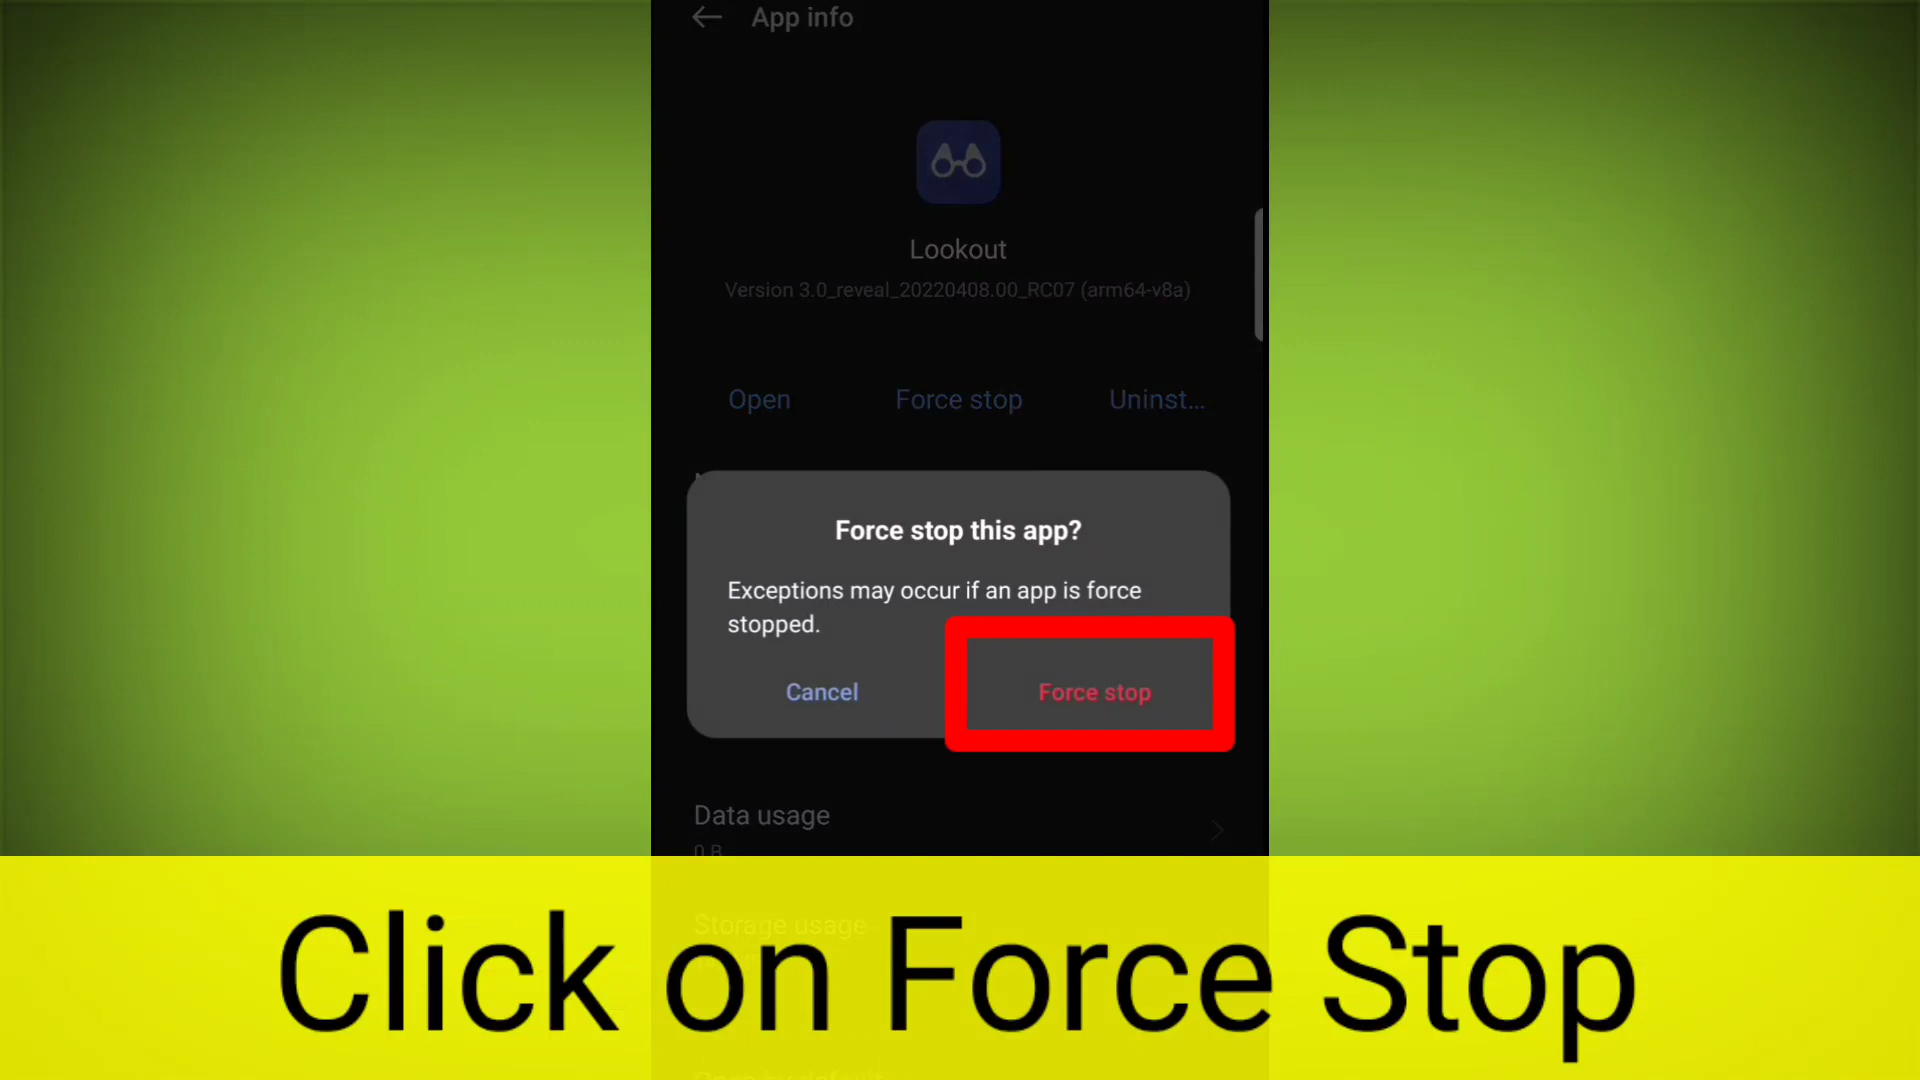 App info
Lookout
Version 3.0_reveal_20220408.00_RC07 (arm64-v8a)
Open Force stop Uninst...
Force stop this app?
Exceptions may occur if an app is force
stopped.
Cancel Force stop
Data usage
0 B
Storage usage
Click on Force Stop